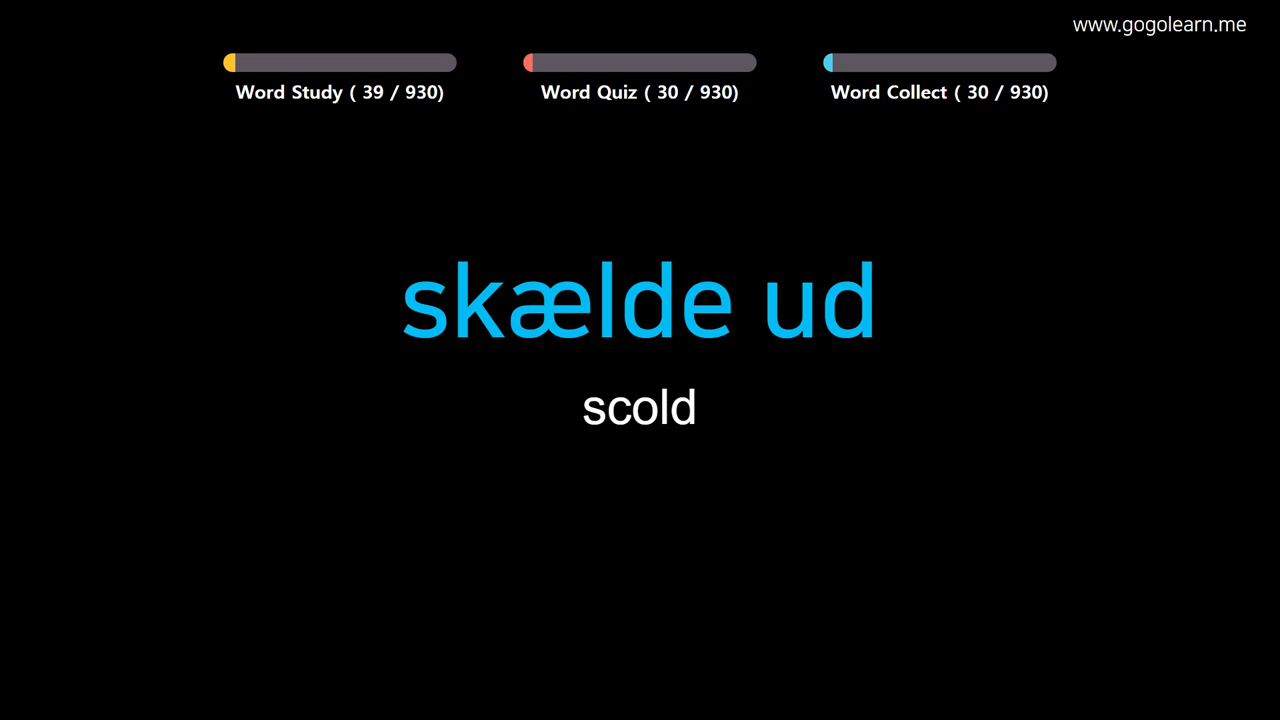 www.gogolearn.me
Word Study ( 39 / 930)
Word Quiz ( 30 / 930)
Word Collect ( 30 / 930)
skælde ud
scold